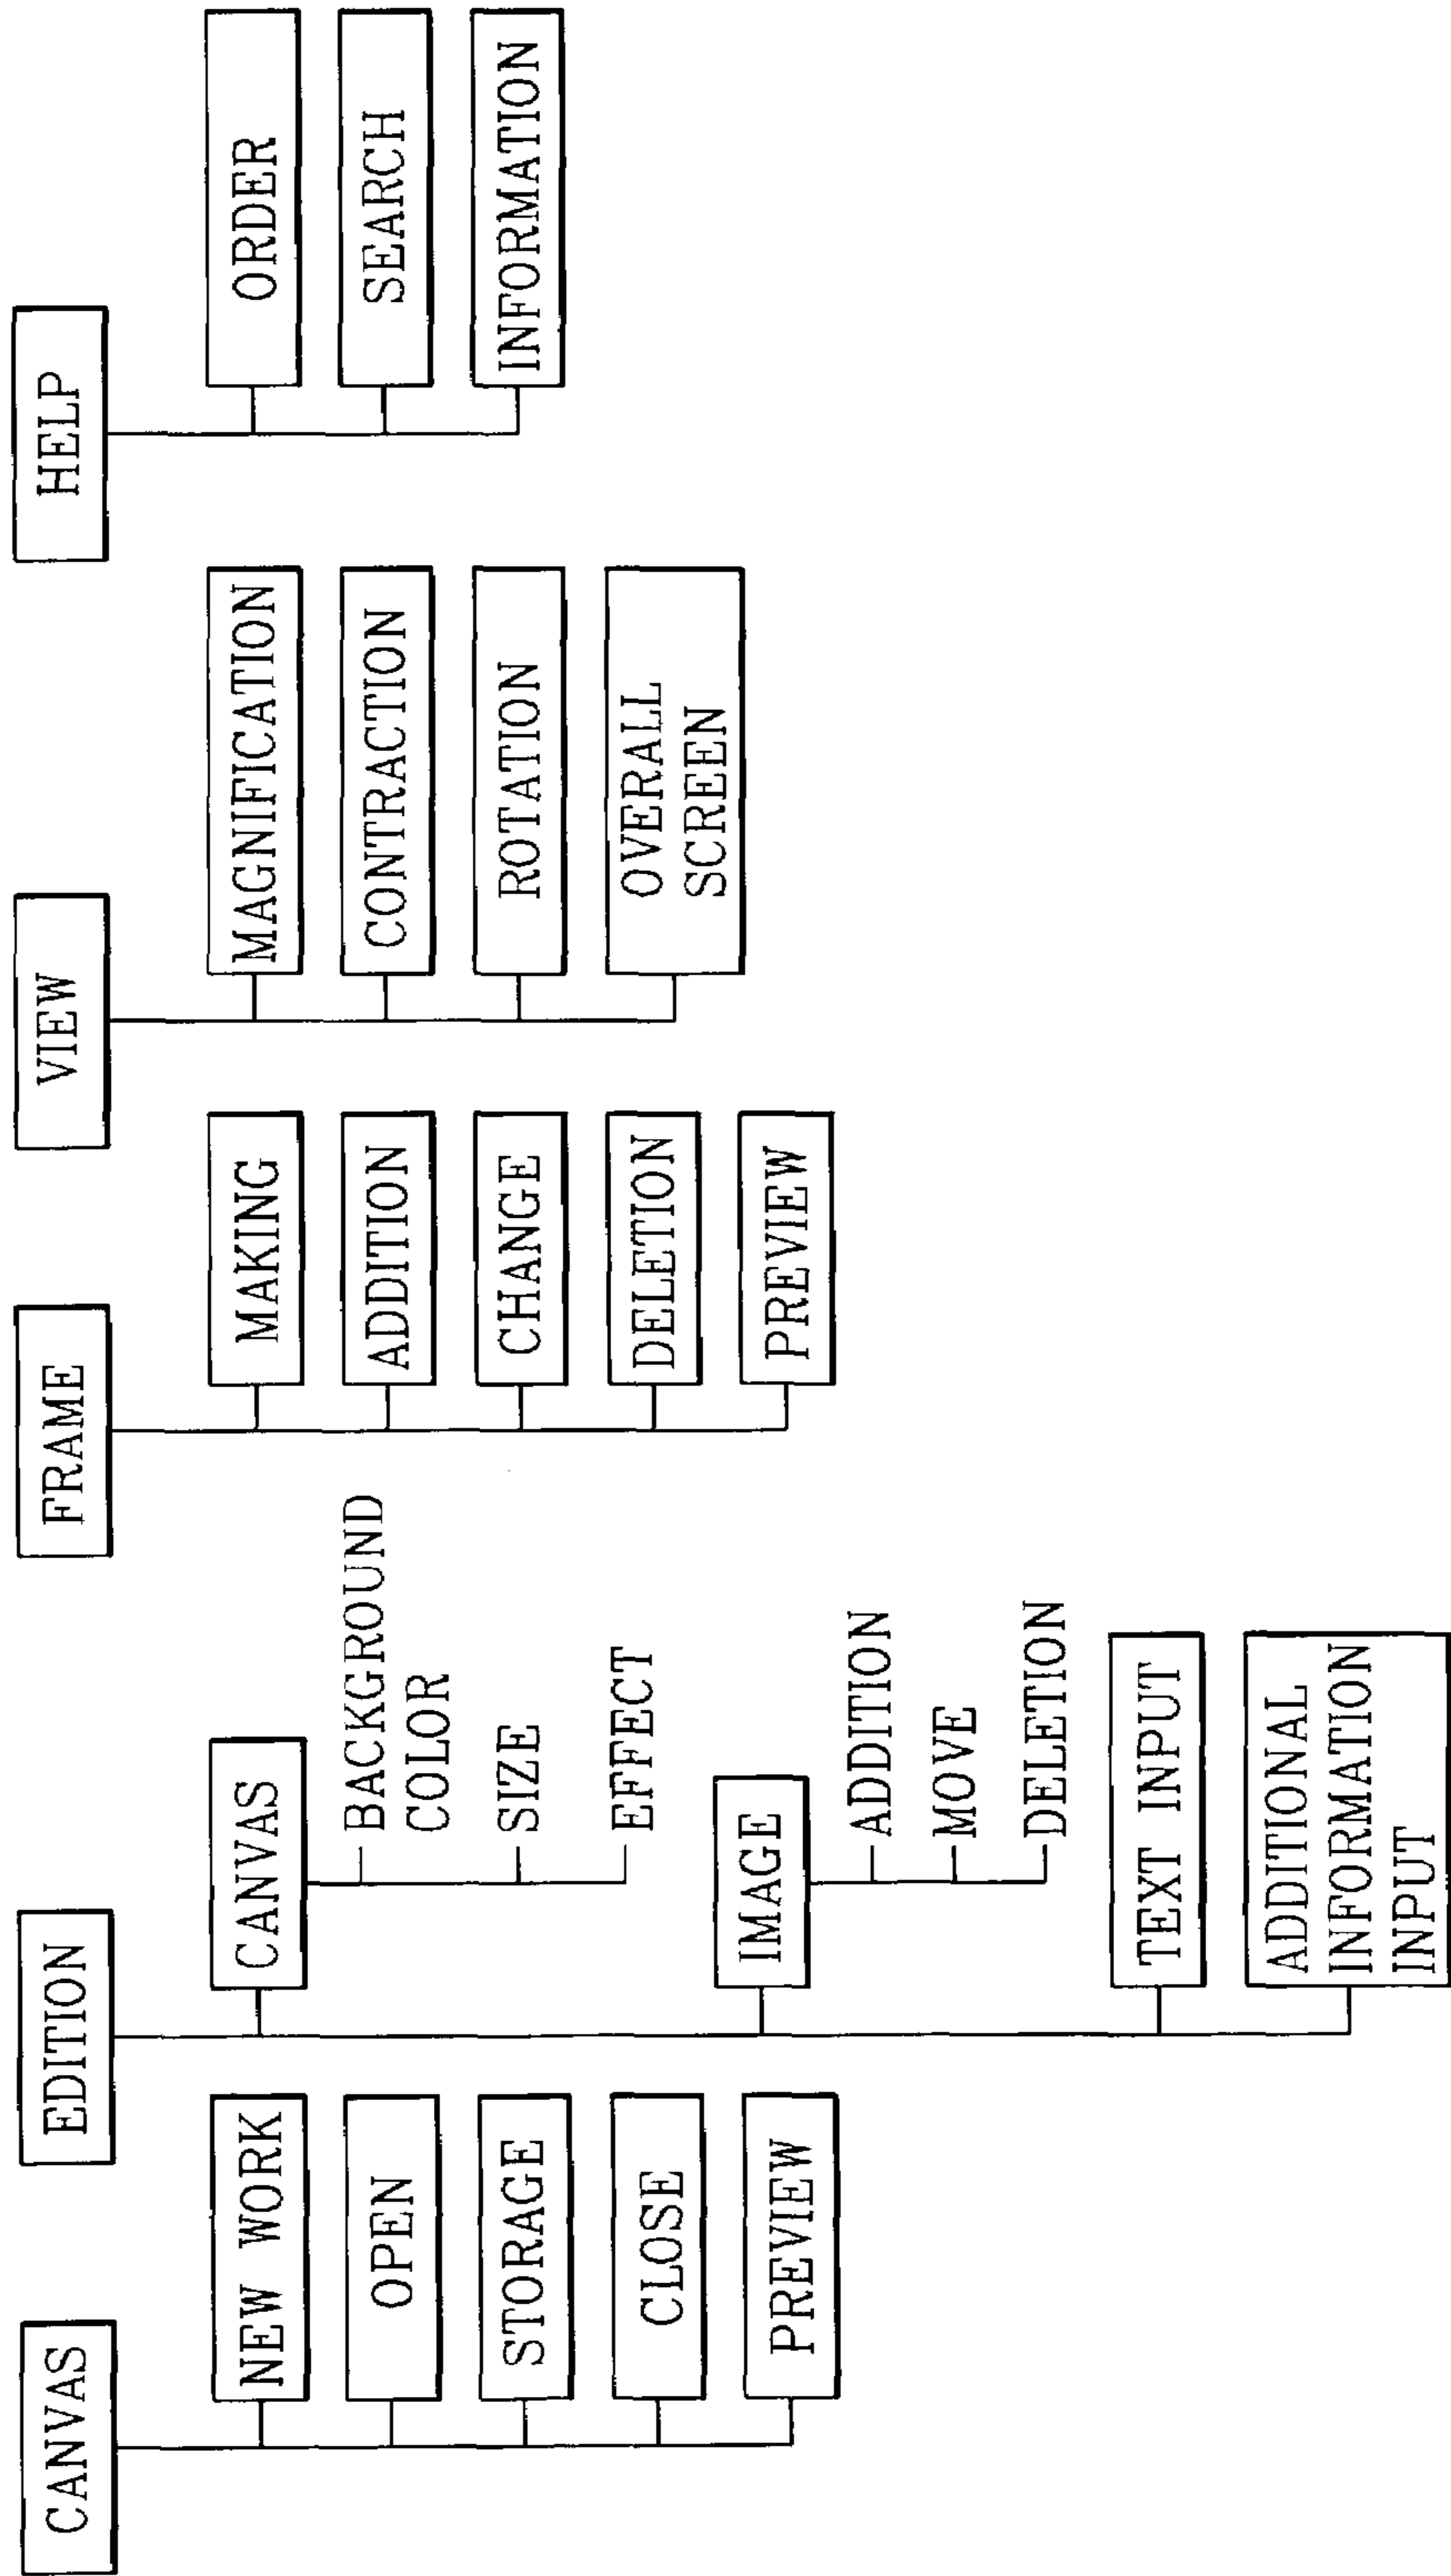 CANVAS
NEW WORK
OPEN
STORAGE
CLOSE
PREVIEW
EDITION
CANVAS
BACKGROUND
COLOR
SIZE
EFFECT
IMAGE
ADDITION
MOVE
DELETION
TEXT INPUT
ADDITIONAL
INFORMATION
INPUT
FRAME
MAKING
ADDITION
CHANGE
DELETION
PREVIEW
VIEW
MAGNIFICATION
CONTRACTION
ROTATION
OVERALL
SCREEN
HELP
ORDER
SEARCH
INFORMATION